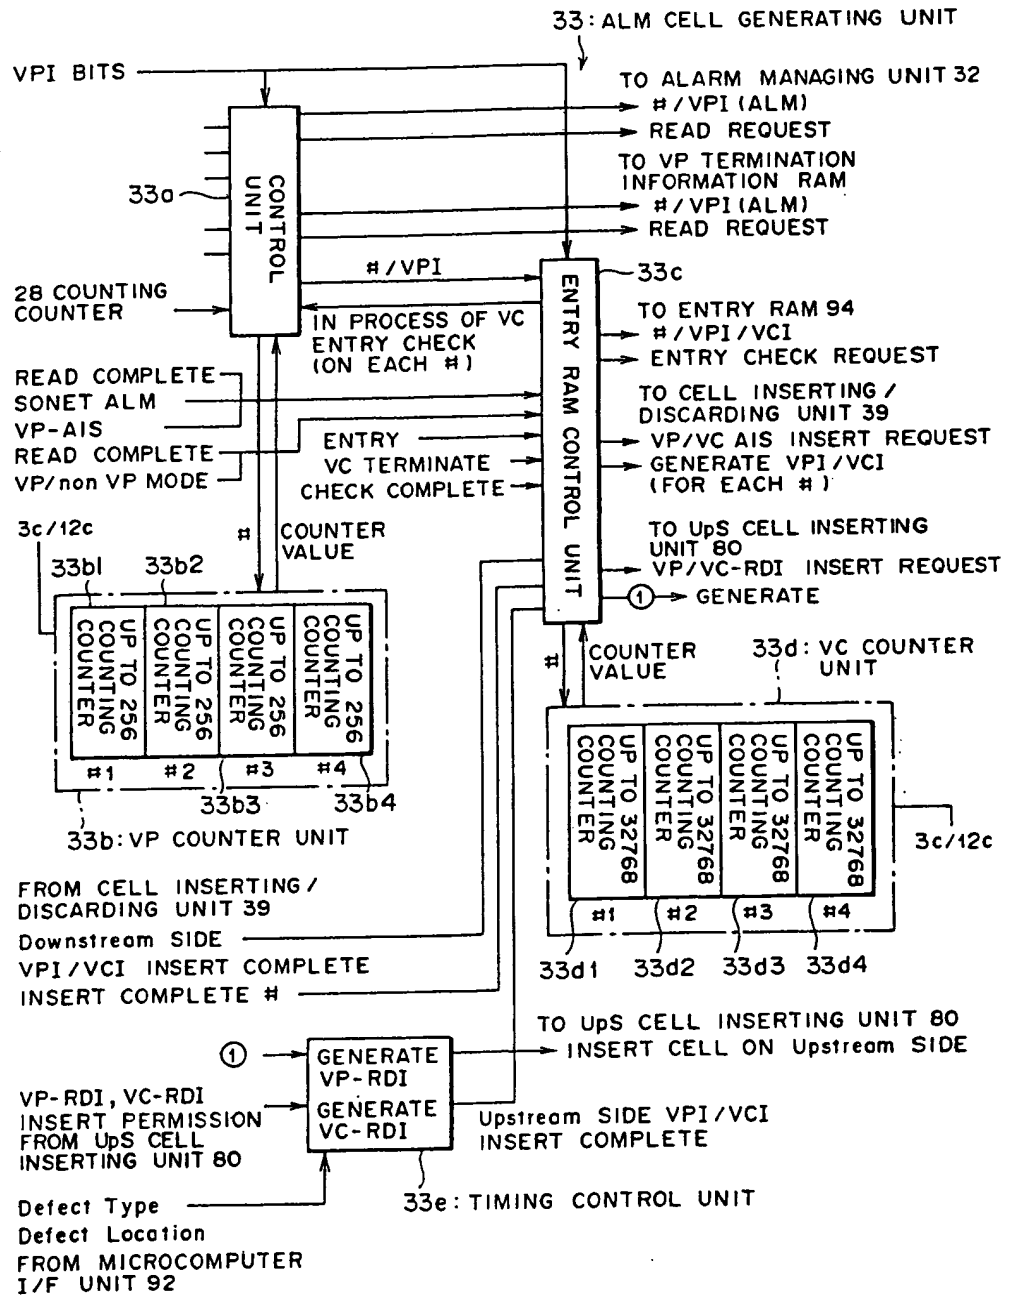 33:ALM CELL GENERATING UNIT
VPI BITS
TO ALARM MANAGING UNIT 32
#/VPI(ALM)
READ REQUEST
TO VP TERMINATION
INFORMATION RAM
#/VPI(ALM)
READ REQUEST
33a
CONTROL
UNIT
#/VPI
33c
28 COUNTING
COUNTER
IN PROCESS OF VC
ENTRY CHECK
(ON EACH #)
ENTRY RAM CONTROL UNIT
TO ENTRY RAM 94
#/VPI/VCI
ENTRY CHECK REQUEST
READ COMPLETE
SONET ALM
VP-AIS
READ COMPLETE
VP/non VP MODE
ENTRY
VC TERMINATE
CHECK COMPLETE
TO CELL INSERTING/
DISCARDING UNIT 39
VP/VC AIS INSERT REQUEST
GENERATE VPI/VCI
(FOR EACH #)
3c/12c
#
COUNTER
VALUE
TO UpS CELL INSERTING
UNIT 80
VP/VC-RDI INSERT REQUEST
1 GENERATE
33b1
33b2
UP TO 256
COUNTING
COUNTER
UP TO 256
COUNTING
COUNTER
UP TO 256
COUNTING
COUNTER
UP TO 256
COUNTING
COUNTER
#1 #2 #3 #4
33b3
33b4
33b:VP COUNTER UNIT
#
COUNTER
VALUE
33d: VC COUNTER
UNIT
UP TO 32768
COUNTING
COUNTER
UP TO 32768
COUNTING
COUNTER
UP TO 32768
COUNTING
COUNTER
UP TO 32768
COUNTING
COUNTER
3c/12c
#1 #2 #3 #4
33d1 33d2 33d3 33d4
FROM CELL INSERTING/
DISCARDING UNIT 39
Downstream SIDE
VPI/VCI INSERT COMPLETE
INSERT COMPLETE #
TO UpS CELL INSERTING UNIT 80
INSERT CELL ON Upstream SIDE
1
GENERATE
VP-RDI
GENERATE
VC-RDI
VP-RDI, VC-RDI
INSERT PERMISSION
FROM UpS CELL
INSERTING UNIT 80
Upstream SIDE VPI/VCI
INSERT COMPLETE
33e:TIMING CONTROL UNIT
Defect Type
Defect Location
FROM MICROCOMPUTER
I/F UNIT 92